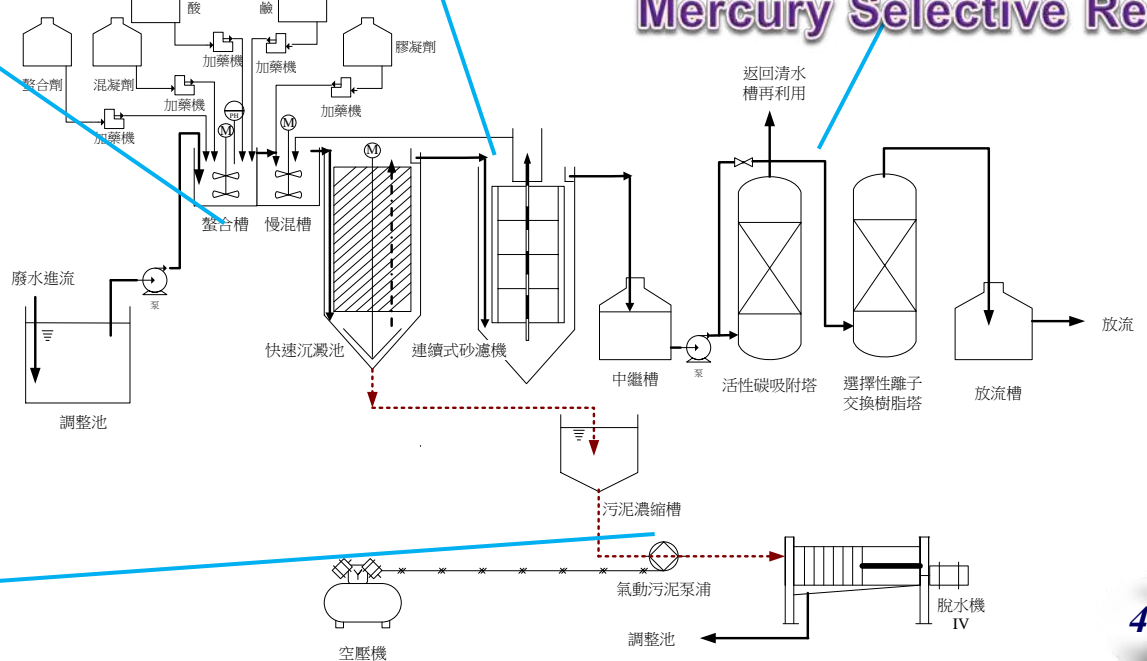 Mercury Selective Re
酸
鹼
螯合劑
混凝劑
膠凝劑
加藥機
加藥機
加藥機
加藥機
加藥機
PH
M
M
M
返回清水
槽再利用
螯合槽
慢混槽
廢水進流
泵
調整池
快速沉澱池
連續式砂濾機
中繼槽
泵
活性碳吸附塔
選擇性離子
交換樹脂塔
放流槽
放流
污泥濃縮槽
氣動污泥泵浦
空壓機
脫水機
IV
調整池
4